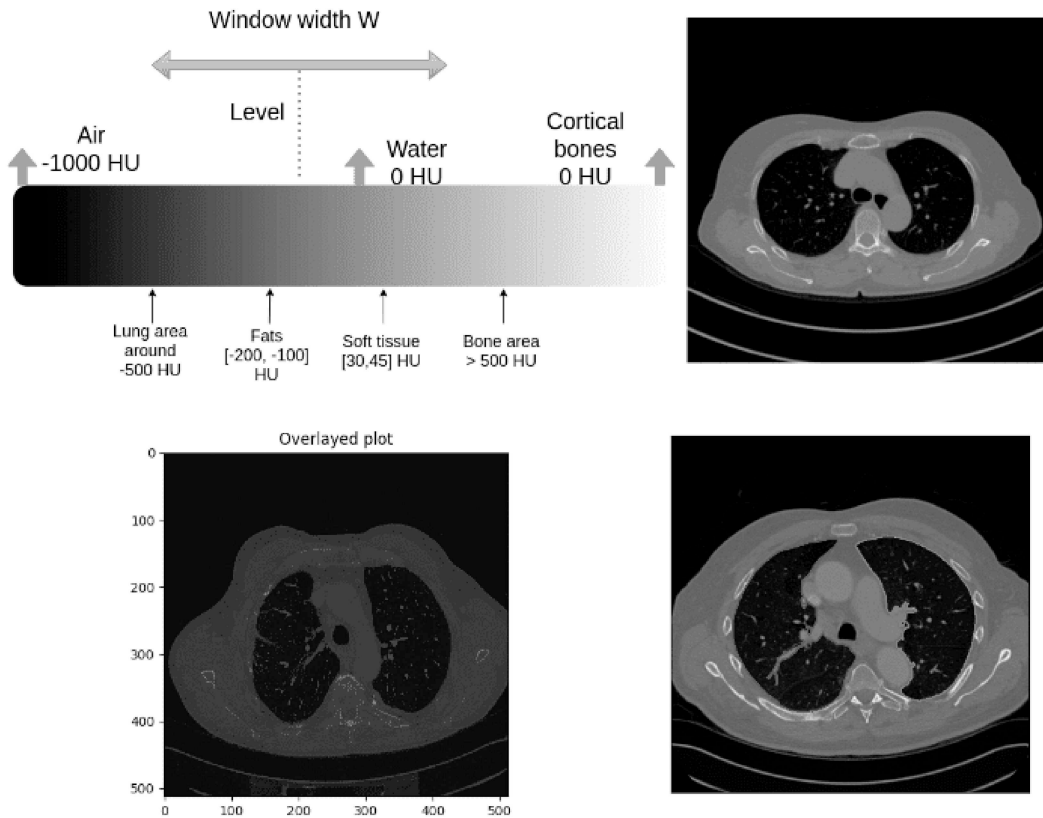 Window width W
Level
Air
-1000 HU
Water
0 HU
Cortical
bones
0 HU
Lung area
around
-500 HU
Fats
[-200, -100]
HU
Soft tissue
[30,45] HU
Bone area
> 500 HU
Overlayed plot
0
100
200
300
400
500
0 100 200 300 400 500